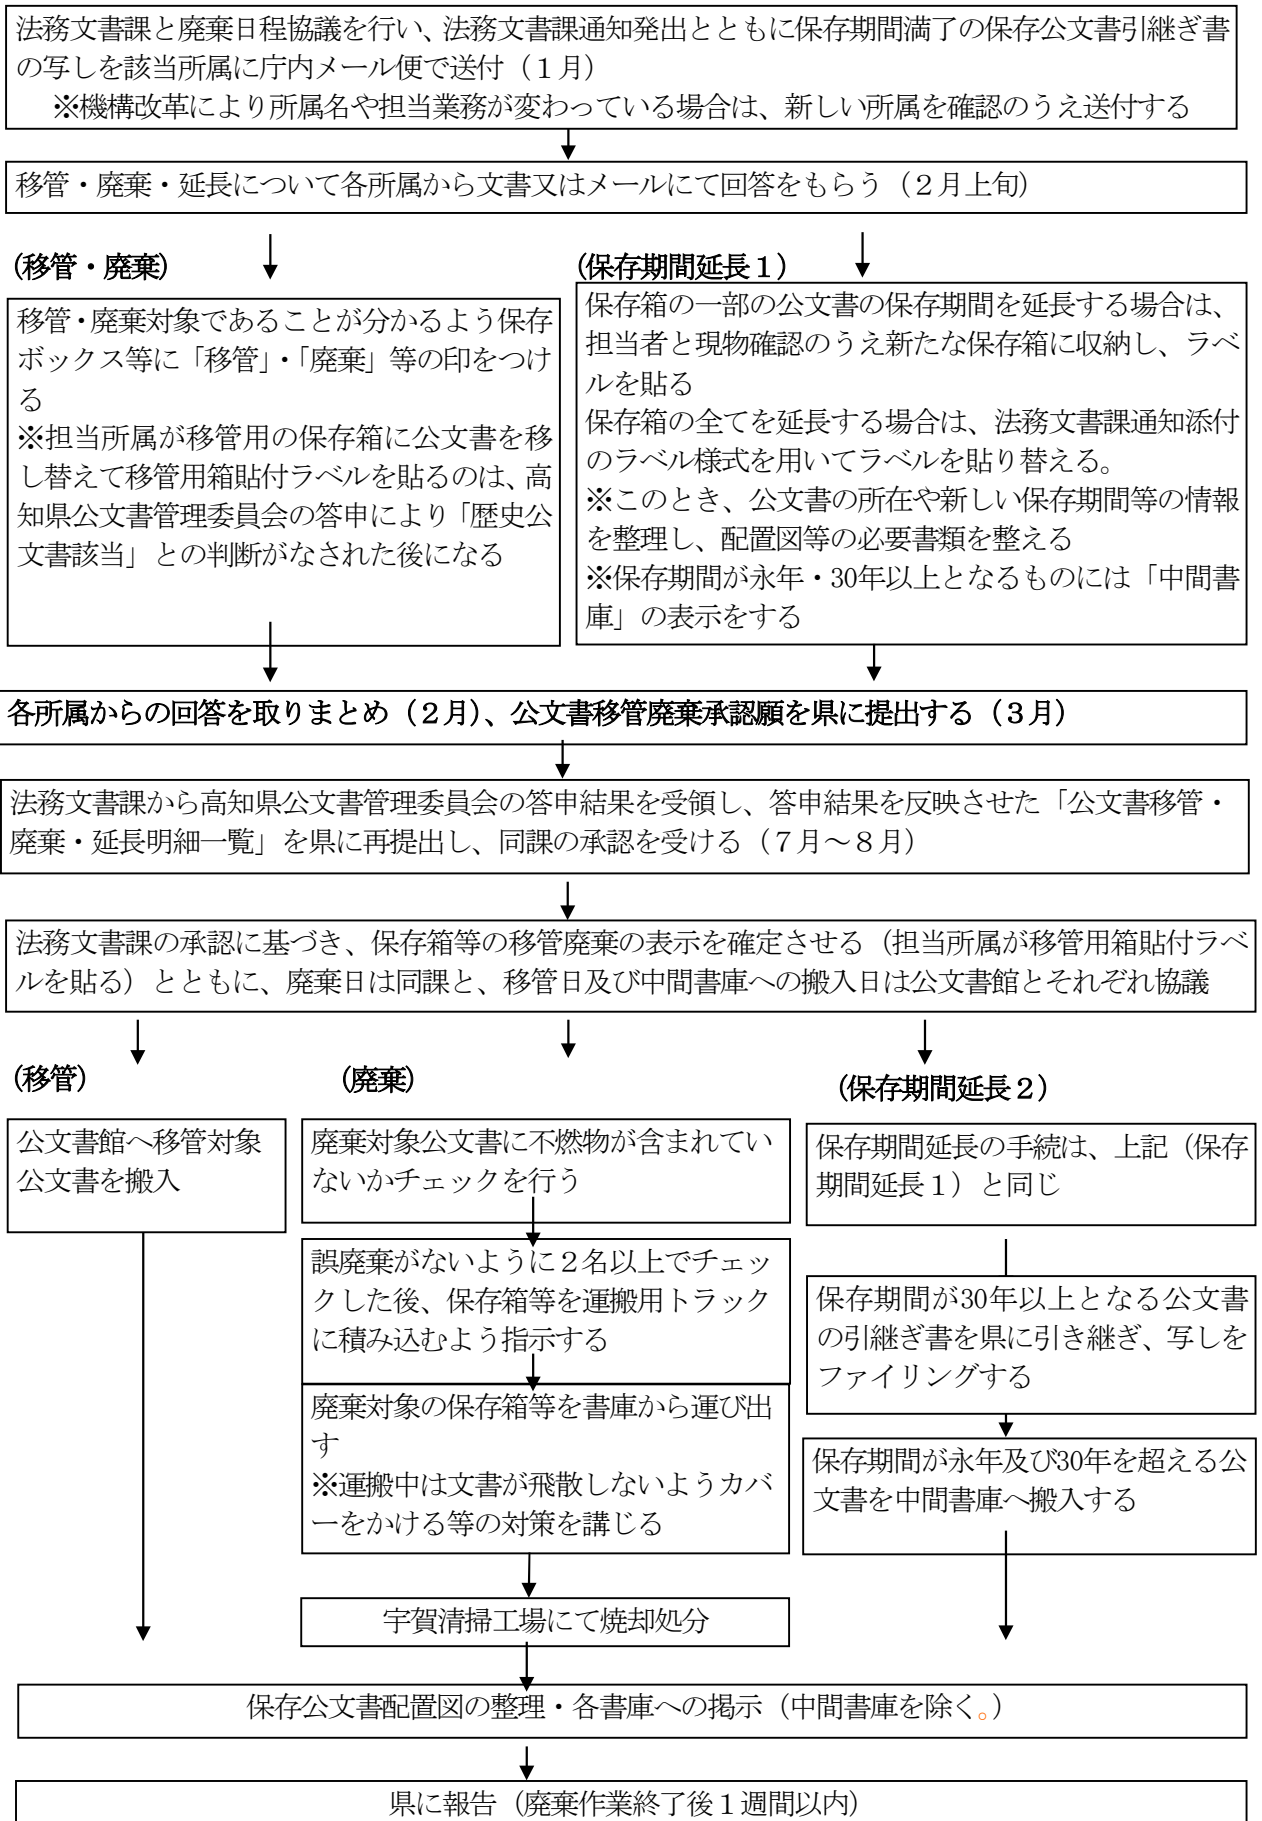 法務文書課と廃棄日程協議を行い、法務文書課通知発出とともに保存期間満了の保存公文書引継ぎ書
の写しを該当所属に庁内メール便で送付（１月）
※機構改革により所属名や担当業務が変わっている場合は、新しい所属を確認のうえ送付する
移管・廃棄・延長について各所属から文書又はメールにて回答をもらう（２月上旬）
(移管・廃棄)
移管・廃棄対象であることが分かるよう保存
ボックス等に「移管」・「廃棄」等の印をつけ
る
※担当所属が移管用の保存箱に公文書を移
し替えて移管用箱貼付ラベルを貼るのは、高
知県公文書管理委員会の答申により「歴史公
文書該当」との判断がなされた後になる
(保存期間延長１)
保存箱の一部の公文書の保存期間を延長する場合は、
担当者と現物確認のうえ新たな保存箱に収納し、ラベ
ルを貼る
保存箱の全てを延長する場合は、法務文書課通知添付
のラベル様式を用いてラベルを貼り替える。
※このとき、公文書の所在や新しい保存期間等の情報
を整理し、配置図等の必要書類を整える
※保存期間が永年・30年以上となるものには「中間書
庫」の表示をする
各所属からの回答を取りまとめ（２月）、公文書移管廃棄承認願を県に提出する（３月）
法務文書課から高知県公文書管理委員会の答申結果を受領し、答申結果を反映させた「公文書移管・
廃棄・延長明細一覧」を県に再提出し、同課の承認を受ける（７月～８月）
法務文書課の承認に基づき、保存箱等の移管廃棄の表示を確定させる（担当所属が移管用箱貼付ラベ
ルを貼る）とともに、廃棄日は同課と、移管日及び中間書庫への搬入日は公文書館とそれぞれ協議
(移管)
公文書館へ移管対象
公文書を搬入
(廃棄)
廃棄対象公文書に不燃物が含まれてい
ないかチェックを行う
誤廃棄がないように２名以上でチェッ
クした後、保存箱等を運搬用トラック
に積み込むよう指示する
廃棄対象の保存箱等を書庫から運び出
す
※運搬中は文書が飛散しないようカバ
ーをかける等の対策を講じる
宇賀清掃工場にて焼却処分
(保存期間延長２)
保存期間延長の手続は、上記（保存
期間延長１）と同じ
保存期間が30年以上となる公文書
の引継ぎ書を県に引き継ぎ、写しを
ファイリングする
保存期間が永年及び30年を超える公
文書を中間書庫へ搬入する
保存公文書配置図の整理・各書庫への掲示（中間書庫を除く。）
県に報告（廃棄作業終了後１週間以内）